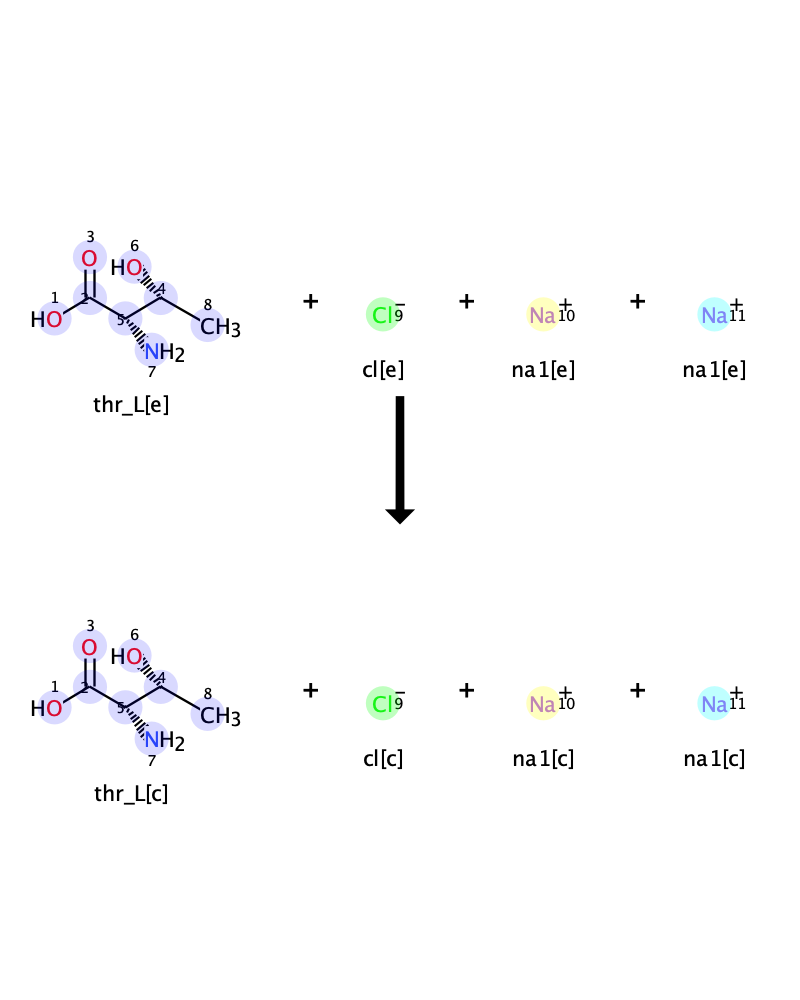 3
6
O
HO
1
2
4
8
+
Cl⁻ 9
+
Na⁺ 10
+
Na⁺ 11
HO
5
CH3
NH2
7
cl[e]
na1[e]
na1[e]
thr_L[e]
3
6
O
HO
1
2
4
8
+
Cl⁻ 9
+
Na⁺ 10
+
Na⁺ 11
HO
5
CH3
NH2
7
cl[c]
na1[c]
na1[c]
thr_L[c]